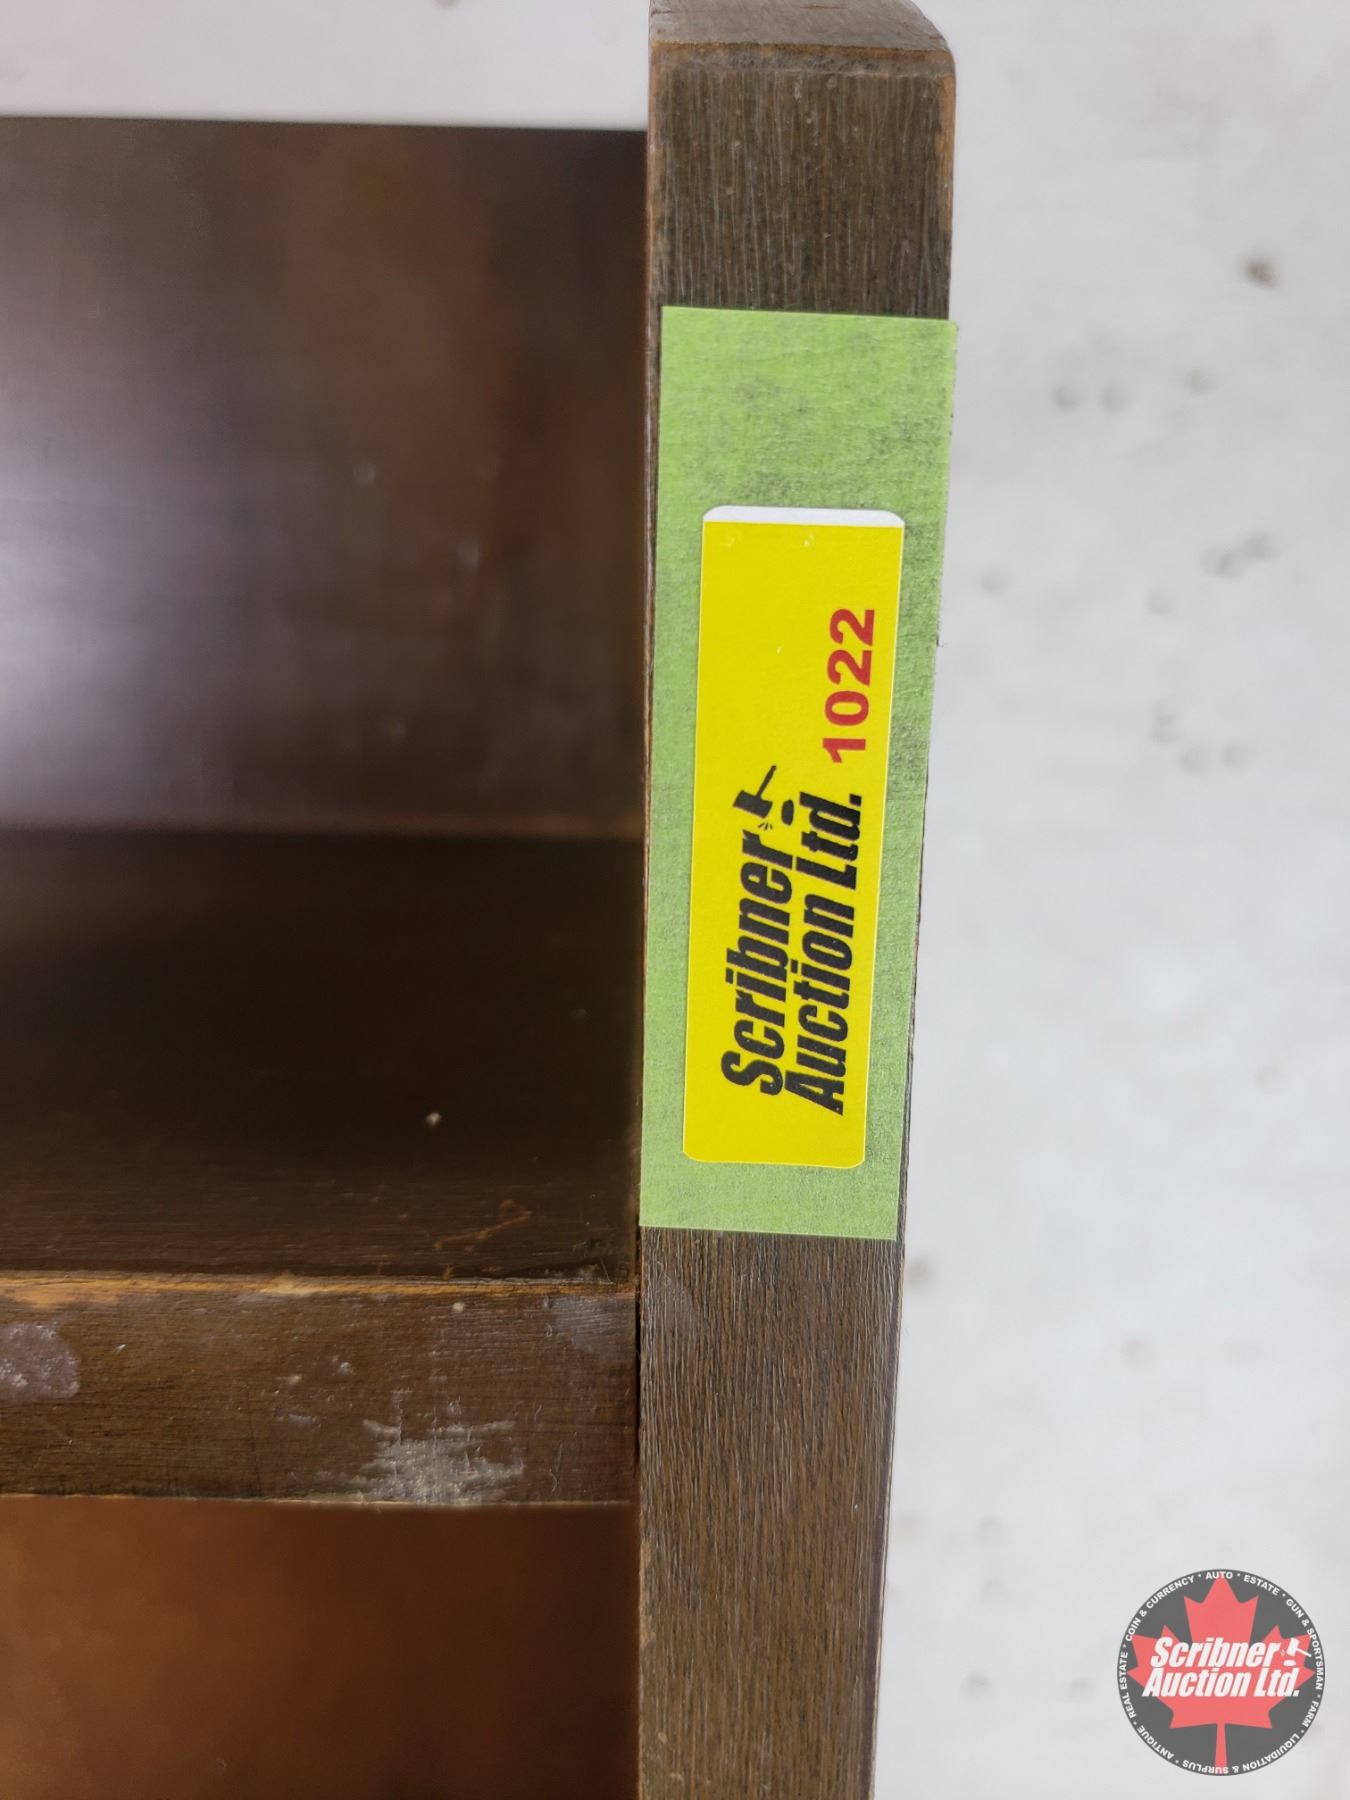 Scribner
Auction Ltd. 1022
COIN & CURRENCY * AUTO * ESTATE * GUN & SPORTSMAN * FARM * LIQUIDATION & SURPLUS * ANTIQUE * REAL ESTATE *
Scribner
Auction Ltd.